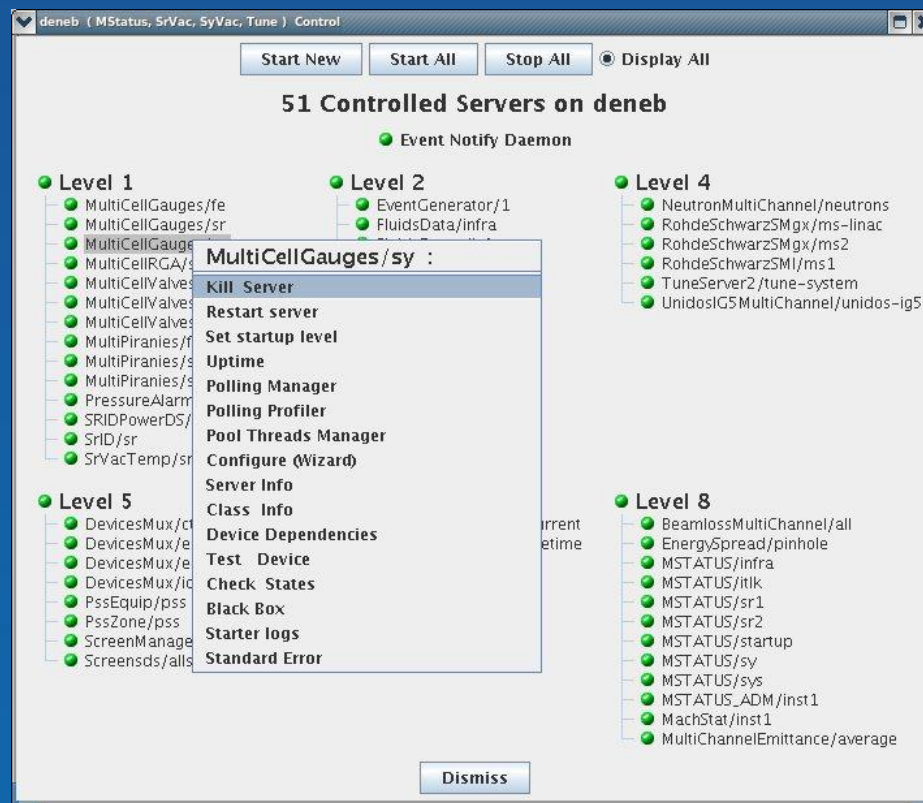 deneb ( MStatus, SrVac, SyVac, Tune ) Control
Start New Start All Stop All Display All
51 Controlled Servers on deneb
Event Notify Daemon
Level 1
MultiCellGauges/fe
MultiCellGauges/sr
MultiCellGauge
MultiCellRGA/s
MultiCellValves
MultiCellValves
MultiCellValves
MultiPiranies/f
MultiPiranies/s
MultiPiranies/s
PressureAlarm
SRIDPowerDS/
SrID/sr
SrVacTemp/sr
Level 2
EventGenerator/1
FluidsData/infra
Level 4
NeutronMultiChannel/neutrons
RohdeSchwarzSMgx/ms-linac
RohdeSchwarzSMgx/ms2
RohdeSchwarzSMI/ms1
TuneServer2/tune-system
UnidosIG5MultiChannel/unidos-ig5
MultiCellGauges/sy :
Kill Server
Restart server
Set startup level
Uptime
Polling Manager
Polling Profiler
Pool Threads Manager
Configure (Wizard)
Server Info
Class Info
Device Dependencies
Test Device
Check States
Black Box
Starter logs
Standard Error
Level 5
DevicesMux/ct
DevicesMux/e
DevicesMux/e
DevicesMux/id
PssEquip/pss
PssZone/pss
ScreenManage
Screensds/alls
urrent
etime
Level 8
BeamlossMultiChannel/all
EnergySpread/pinhole
MSTATUS/infra
MSTATUS/itlk
MSTATUS/sr1
MSTATUS/sr2
MSTATUS/startup
MSTATUS/sy
MSTATUS/sys
MSTATUS_ADM/inst1
MachStat/inst1
MultiChannelEmittance/average
Dismiss